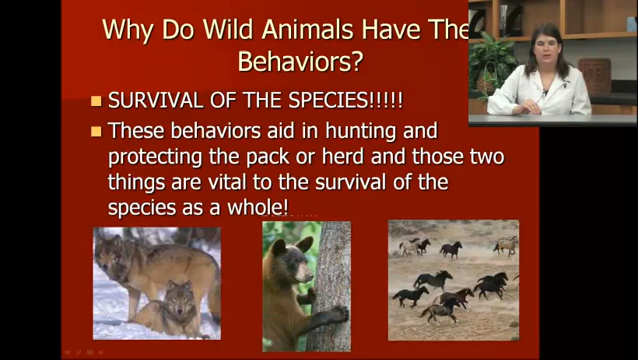 Why Do Wild Animals Have The
Behaviors?
SURVIVAL OF THE SPECIES!!!!!
These behaviors aid in hunting and
protecting the pack or herd and those two
things are vital to the survival of the
species as a whole!